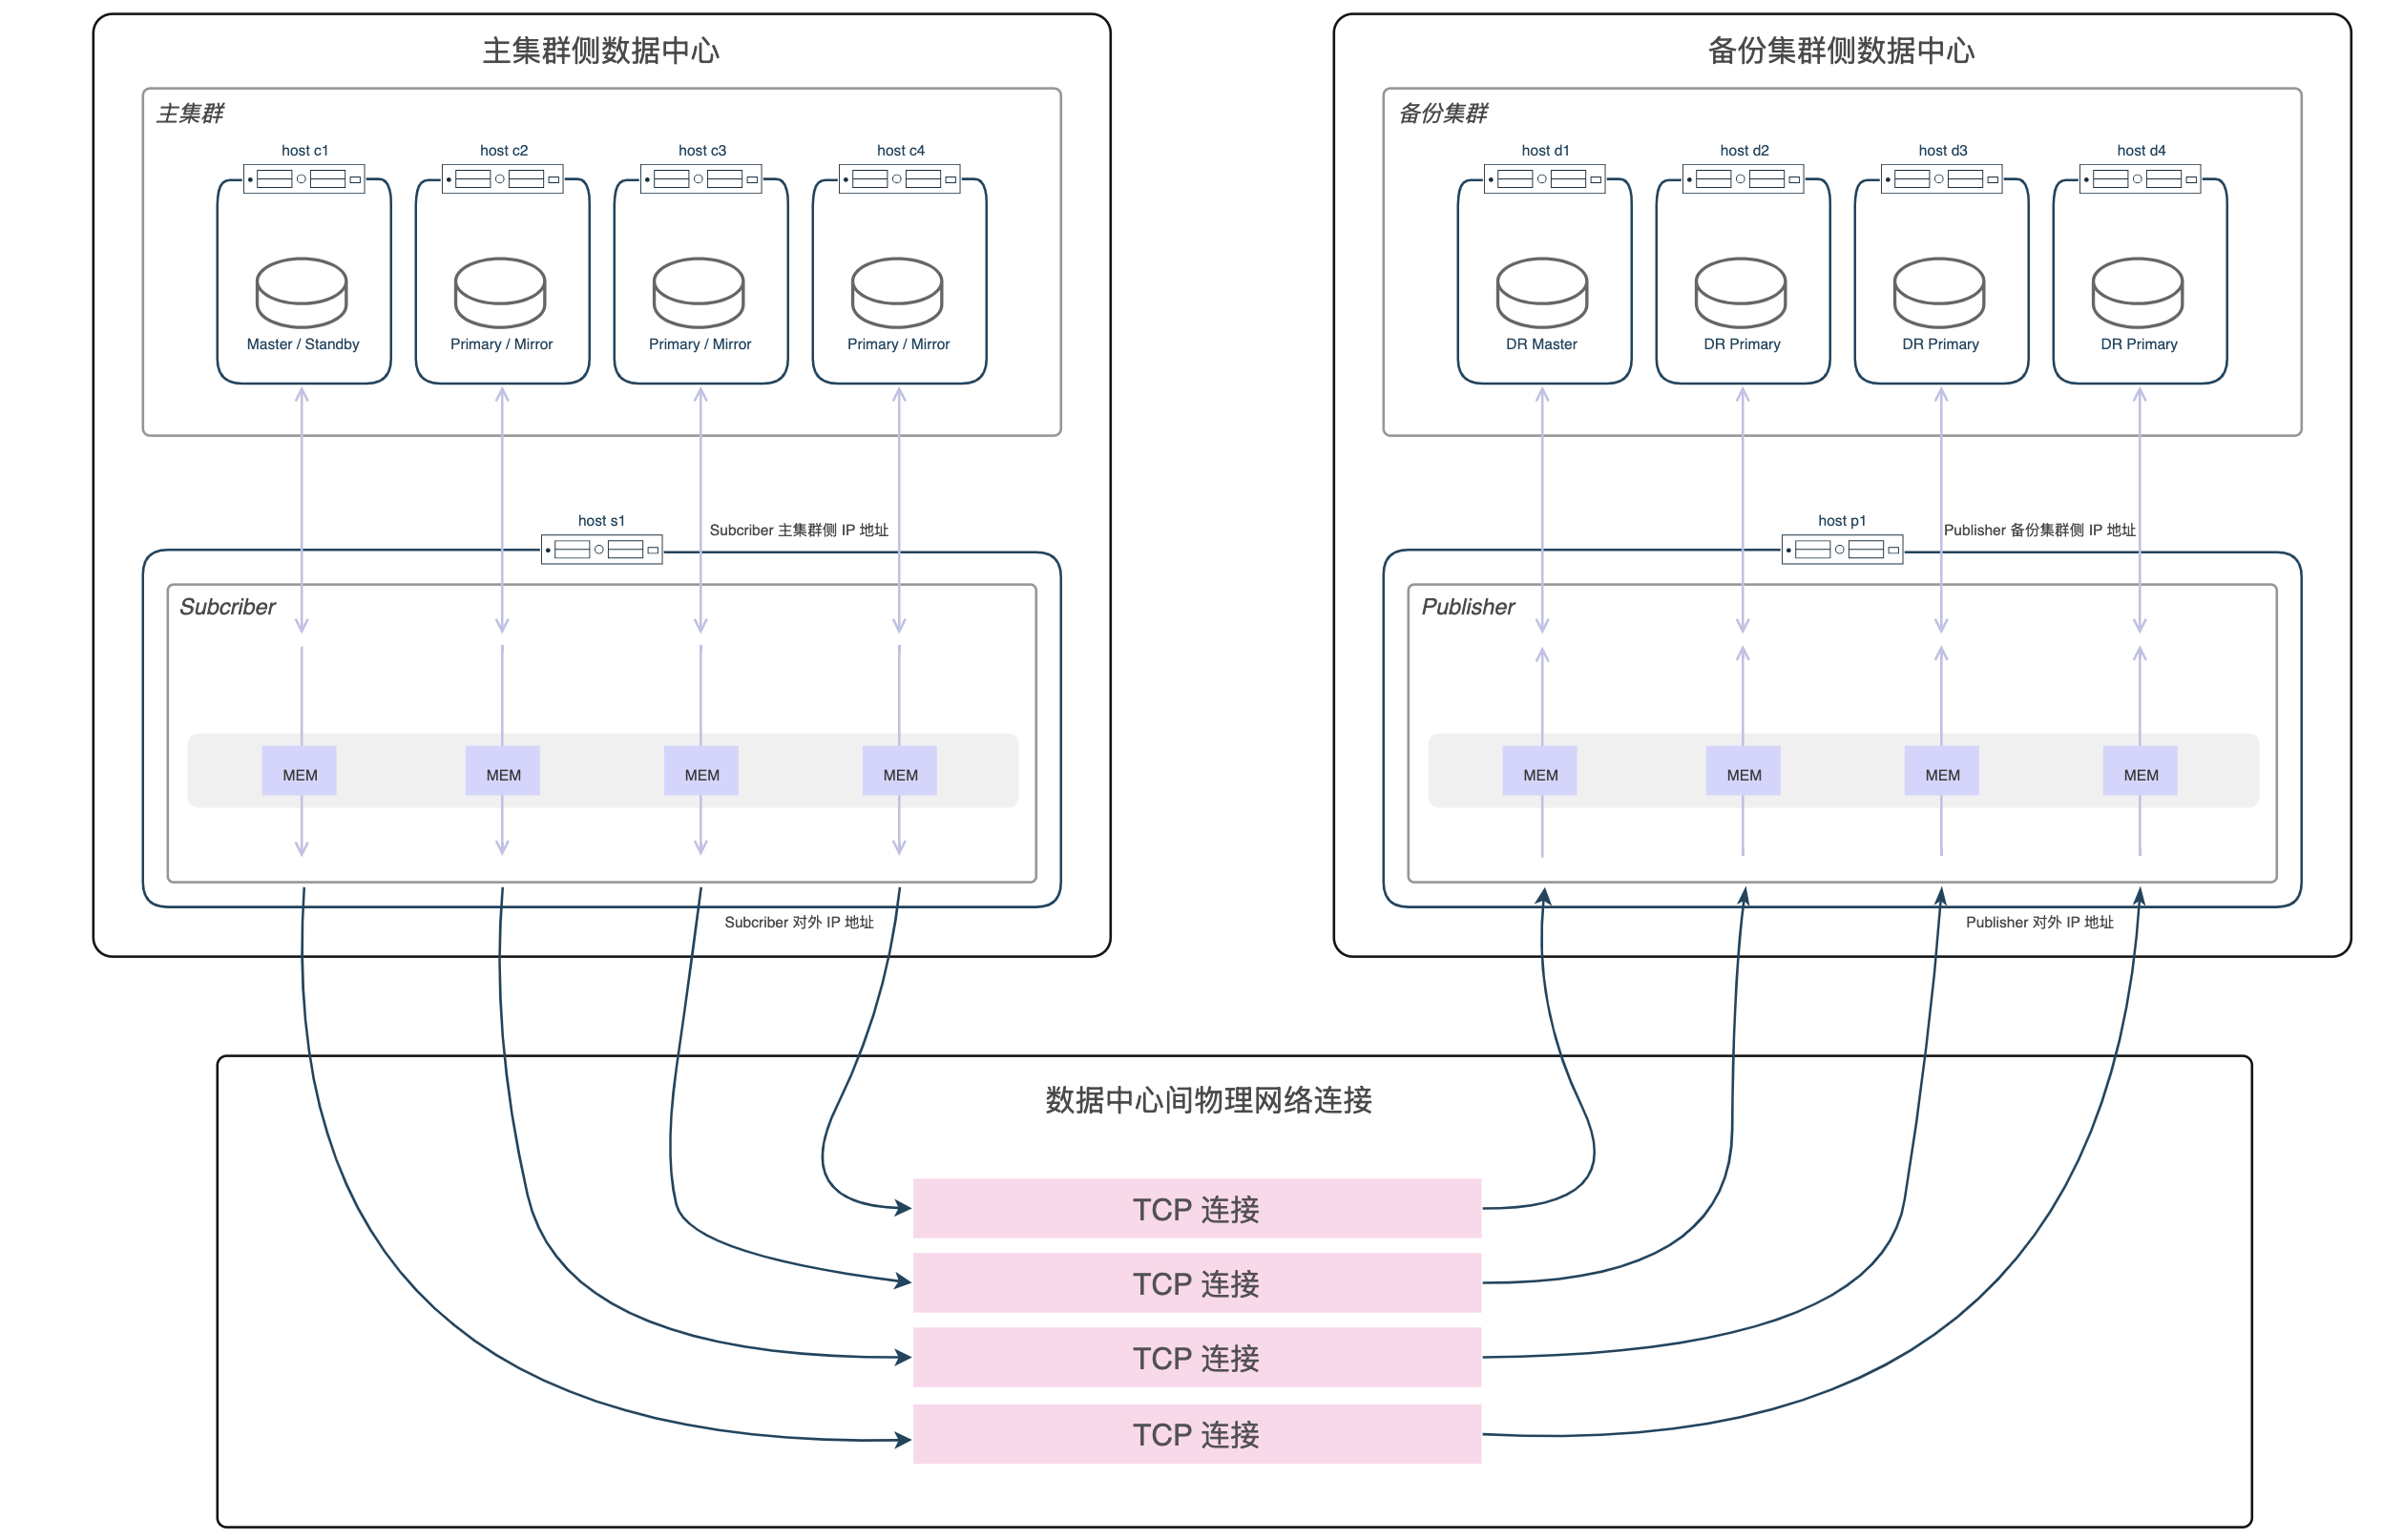 主集群侧数据中心
主集群
host c1
host c2
host c3
host c4
Master / Standby
Primary / Mirror
Primary / Mirror
Primary / Mirror
host s1
Subcriber 主集群侧 IP 地址
Subcriber
MEM
MEM
MEM
MEM
Subcriber 对外 IP 地址
备份集群侧数据中心
备份集群
host d1
host d2
host d3
host d4
DR Master
DR Primary
DR Primary
DR Primary
host p1
Publisher 备份集群侧 IP 地址
Publisher
MEM
MEM
MEM
MEM
Publisher 对外 IP 地址
数据中心间物理网络连接
TCP 连接
TCP 连接
TCP 连接
TCP 连接